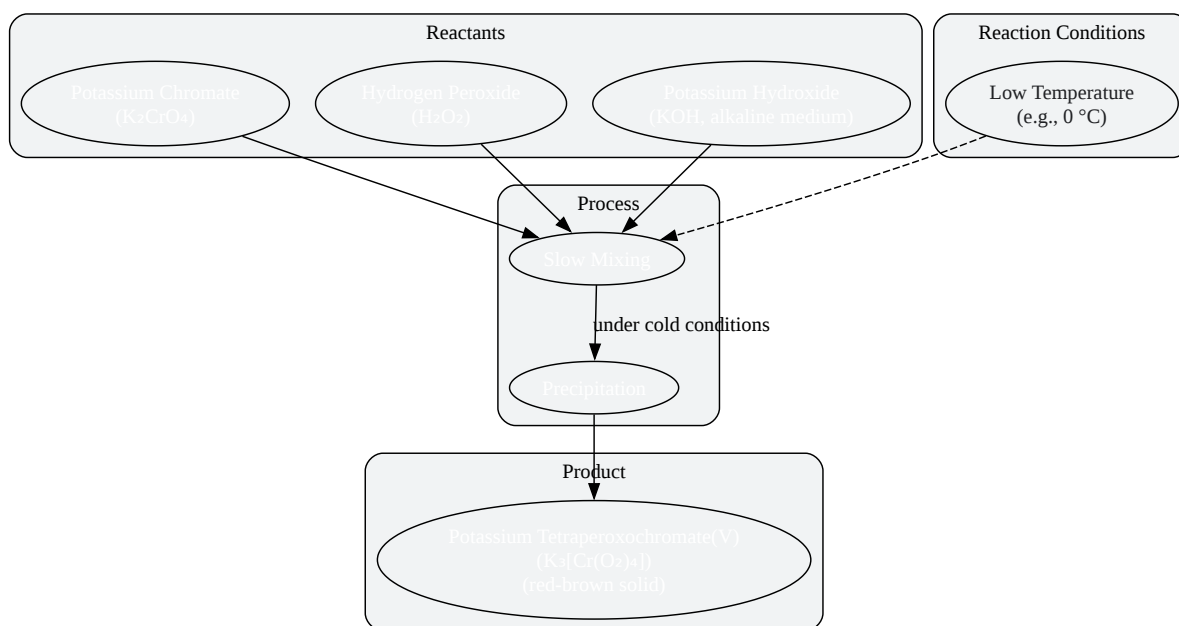 Reactants
Reaction Conditions
Potassium Chromate
(K₂CrO₄)
Hydrogen Peroxide
(H₂O₂)
Potassium Hydroxide
(KOH, alkaline medium)
Low Temperature
(e.g., 0 °C)
Process
Slow Mixing
under cold conditions
Precipitation
Product
Potassium Tetraperoxochromate(V)
(K₃[Cr(O₂)₄])
(red-brown solid)